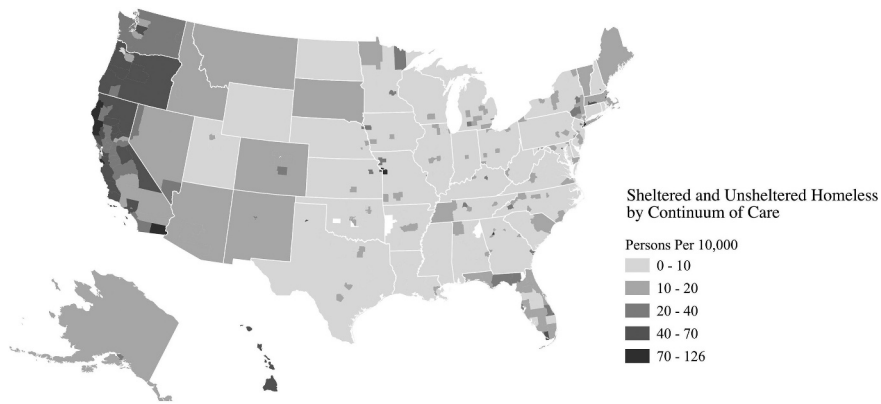 Sheltered and Unsheltered Homeless
by Continuum of Care
Persons Per 10,000
0 - 10
10 - 20
20 - 40
40 - 70
70 - 126